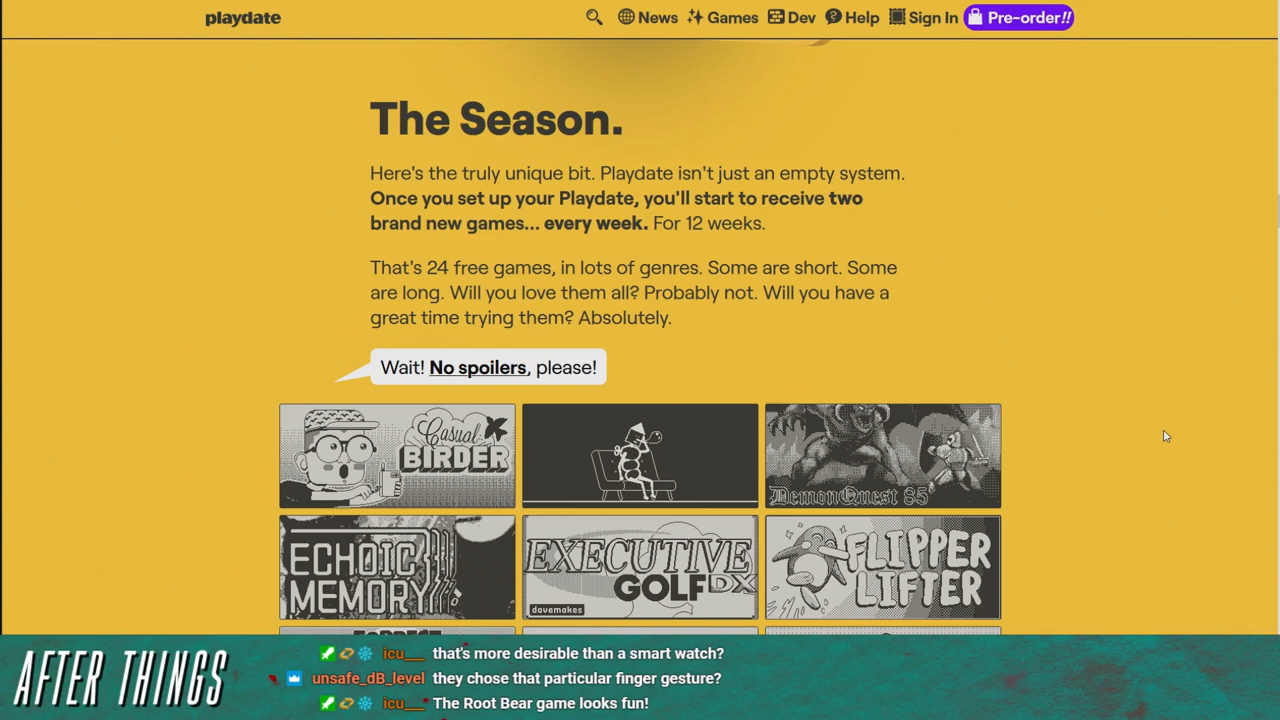 playdate
News
Games
Dev
Help
Sign In
Pre-order!!
The Season.
Here's the truly unique bit. Playdate isn't just an empty system.
Once you set up your Playdate, you'll start to receive two
brand new games... every week. For 12 weeks.
That's 24 free games, in lots of genres. Some are short. Some
are long. Will you love them all? Probably not. Will you have a
great time trying them? Absolutely.
Wait! No spoilers, please!
Casual
BIRDER
DemonQuest 85
ECHOIC
MEMORY
EXECUTIVE
GOLF DX
davemakes
FLIPPER
LIFTER
AFTER THINGS
icu__ that's more desirable than a smart watch?
unsafe_dB_level they chose that particular finger gesture?
icu__ The Root Bear game looks fun!